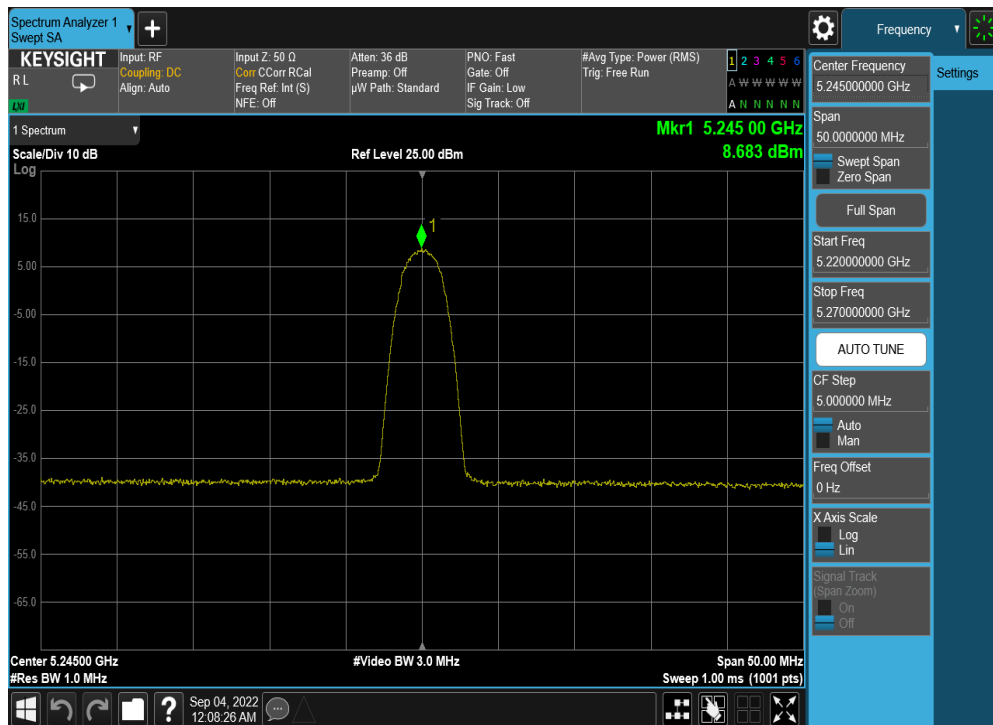 Spectrum Analyzer 1
Swept SA
+
Frequency
KEYSIGHT
R L
LXI
Input: RF
Coupling: DC
Align: Auto
Input Z: 50 Ω
Corr CCorr RCal
Freq Ref: Int (S)
NFE: Off
Atten: 36 dB
Preamp: Off
µW Path: Standard
PNO: Fast
Gate: Off
IF Gain: Low
Sig Track: Off
#Avg Type: Power (RMS)
Trig: Free Run
1 2 3 4 5 6
A W W W W W
A N N N N N
1 Spectrum
Mkr1 5.245 00 GHz
8.683 dBm
Scale/Div 10 dB
Ref Level 25.00 dBm
Log
1
15.0
5.00
-5.00
-15.0
-25.0
-35.0
-45.0
-55.0
-65.0
Center 5.24500 GHz
#Video BW 3.0 MHz
Span 50.00 MHz
#Res BW 1.0 MHz
Sweep 1.00 ms (1001 pts)
Center Frequency
5.245000000 GHz
Settings
Span
50.0000000 MHz
Swept Span
Zero Span
Full Span
Start Freq
5.220000000 GHz
Stop Freq
5.270000000 GHz
AUTO TUNE
CF Step
5.000000 MHz
Auto
Man
Freq Offset
0 Hz
X Axis Scale
Log
Lin
Signal Track
(Span Zoom)
On
Off
?
Sep 04, 2022
12:08:26 AM